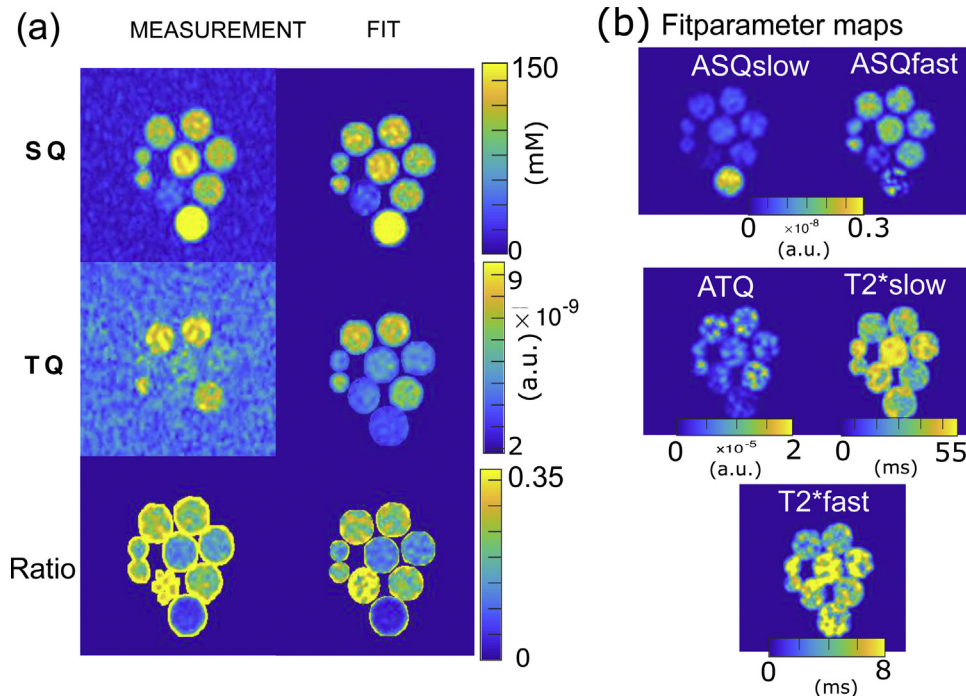 (a)
MEASUREMENT FIT
SQ
150
(mM)
0
TQ
9
(a.u.) × 10⁻⁹
2
Ratio
0.35
0
(b) Fitparameter maps
ASQslow ASQfast
0 ×10⁻⁸ 0.3
(a.u.)
ATQ T2*slow
0 ×10⁻⁵ 2 0 (ms) 55
(a.u.)
T2*fast
0 8
(ms)